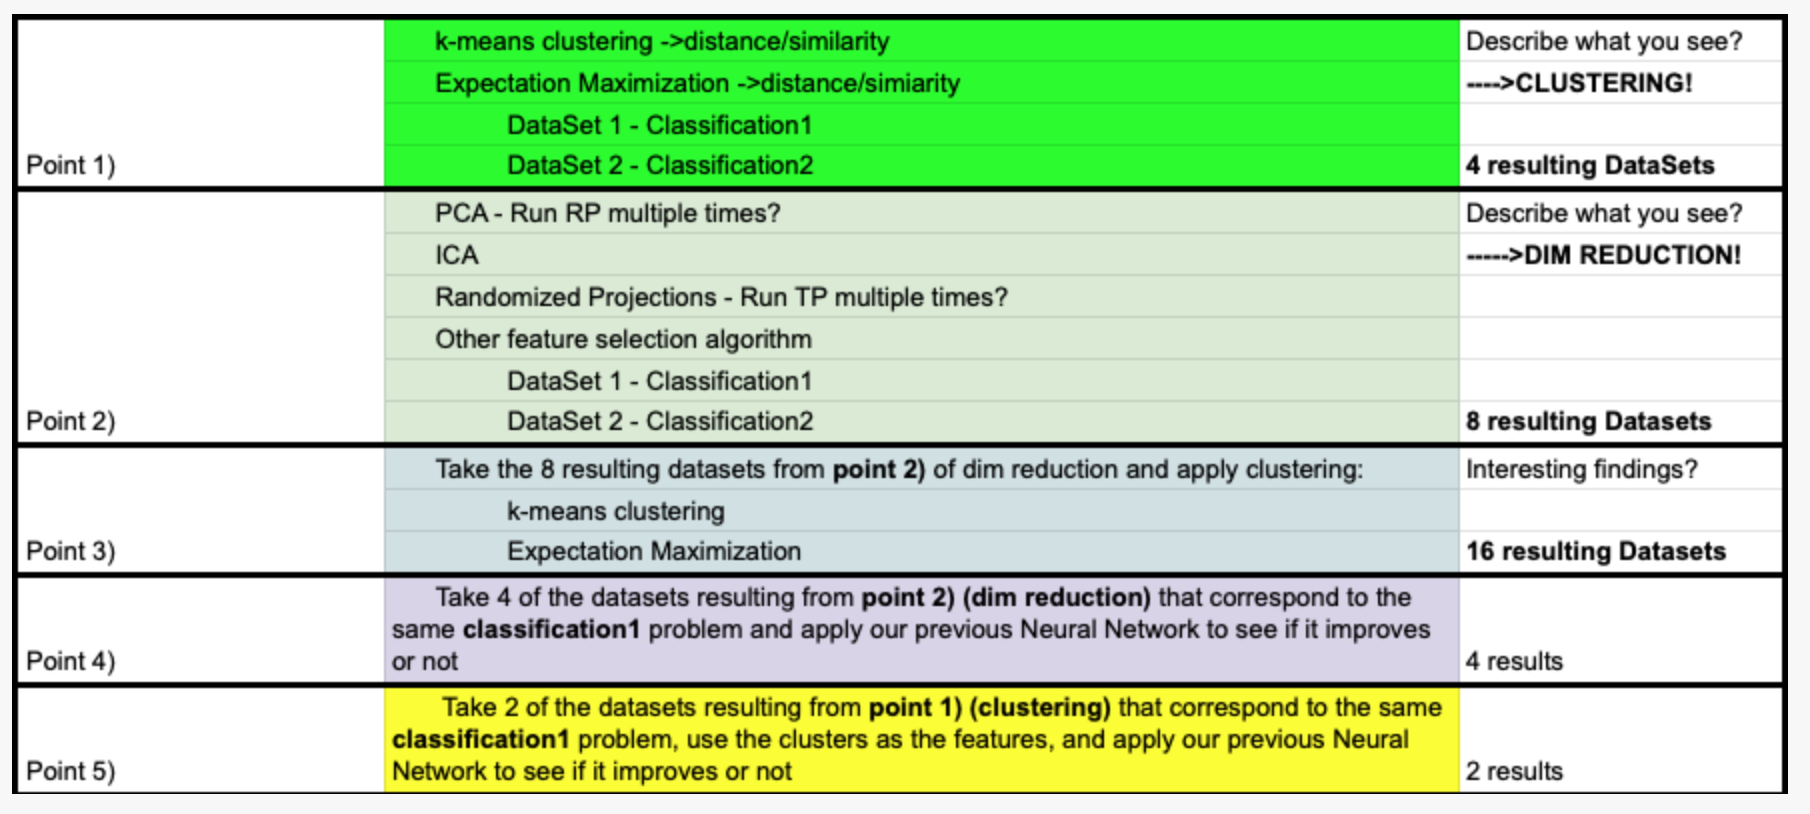 k-means clustering ->distance/similarity
Describe what you see?
Expectation Maximization ->distance/simiarity
---->CLUSTERING!
DataSet 1 - Classification1
Point 1)
DataSet 2 - Classification2
4 resulting DataSets
PCA - Run RP multiple times?
Describe what you see?
ICA
----->DIM REDUCTION!
Randomized Projections - Run TP multiple times?
Other feature selection algorithm
DataSet 1 - Classification1
Point 2)
DataSet 2 - Classification2
8 resulting Datasets
Take the 8 resulting datasets from point 2) of dim reduction and apply clustering:
Interesting findings?
k-means clustering
Point 3)
Expectation Maximization
16 resulting Datasets
Take 4 of the datasets resulting from point 2) (dim reduction) that correspond to the
same classification1 problem and apply our previous Neural Network to see if it improves
or not
Point 4)
4 results
Take 2 of the datasets resulting from point 1) (clustering) that correspond to the same
classification1 problem, use the clusters as the features, and apply our previous Neural
Network to see if it improves or not
Point 5)
2 results